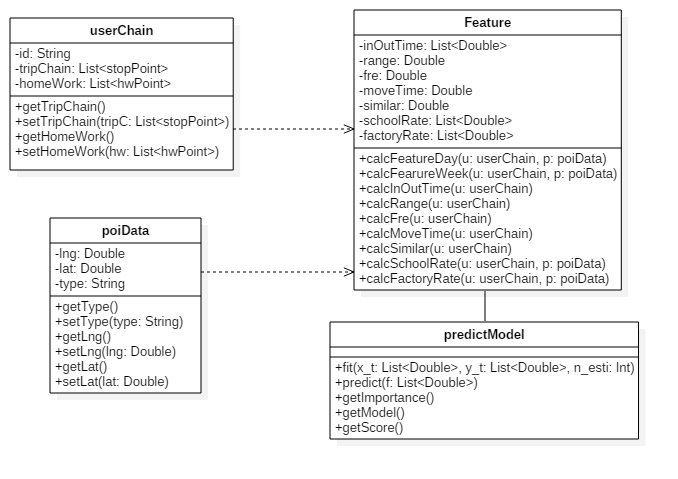 userChain
-id: String
-tripChain: List<stopPoint>
-homeWork: List<hwPoint>
+getTripChain()
+setTripChain(tripC: List<stopPoint>)
+getHomeWork()
+setHomeWork(hw: List<hwPoint>)
Feature
-inOutTime: List<Double>
-range: Double
-fre: Double
-moveTime: Double
-similar: Double
-schoolRate: List<Double>
-factoryRate: List<Double>
+calcFeatureDay(u: userChain, p: poiData)
+calcFearureWeek(u: userChain, p: poiData)
+calcInOutTime(u: userChain)
+calcRange(u: userChain)
+calcFre(u: userChain)
+calcMoveTime(u: userChain)
+calcSimilar(u: userChain)
+calcSchoolRate(u: userChain, p: poiData)
+calcFactoryRate(u: userChain, p: poiData)
poiData
-lng: Double
-lat: Double
-type: String
+getType()
+setType(type: String)
+getLng()
+setLng(lng: Double)
+getLat()
+setLat(lat: Double)
predictModel
+fit(x_t: List<Double>, y_t: List<Double>, n_esti: Int)
+predict(f: List<Double>)
+getImportance()
+getModel()
+getScore()